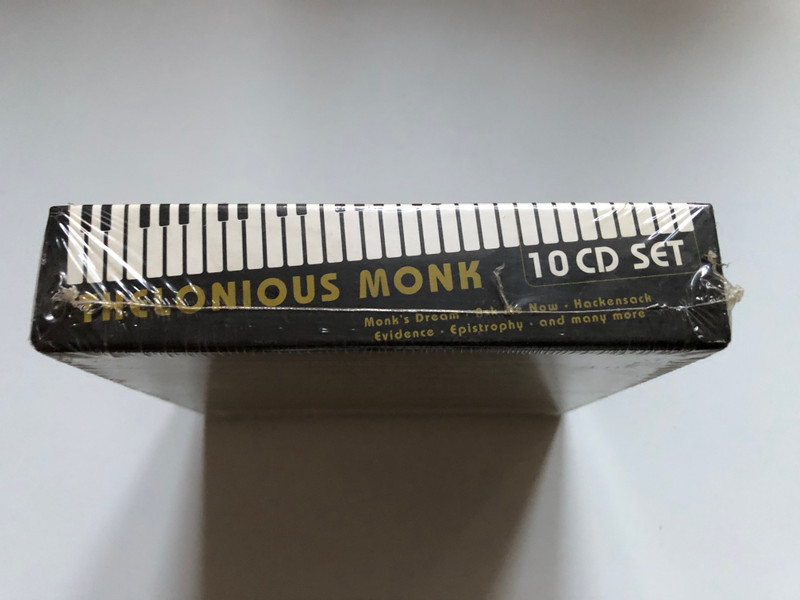 THELONIOUS MONK
10 CD SET
Monk's Dream · Ask Me Now · Hackensack
Evidence · Epistrophy · and many more